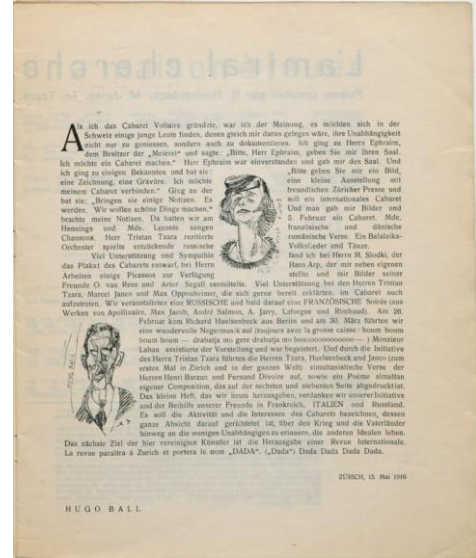 Als ich das Cabaret Voltaire gründete, war ich der Meinung, es möchten sich in der
Schweiz einige junge Leute finden, denen gleich mir daran gelegen wäre, ihre Unabhängigkeit
nicht nur zu geniessen, sondern auch zu dokumentieren. Ich ging zu Herrn Ephraim,
dem Besitzer der „Meierei" und sagte: „Bitte, Herr Ephraim, geben Sie mir Ihren Saal.
Ich möchte ein Cabaret machen." Herr Ephraim war einverstanden und gab mir den Saal. Und
ich ging zu einigen Bekannten und bat sie: „Bitte geben Sie mir ein Bild,
eine Zeichnung, eine Gravüre. Ich möchte eine kleine Ausstellung mit
meinem Cabaret verbinden." Ging zu der freundlichen Züricher Presse und
bat sie: „Bringen sie einige Notizen. Es soll ein internationales Cabaret
werden. Wir wollen schöne Dinge machen." Und man gab mir Bilder und
brachte meine Notizen. Da hatten wir am 5. Februar ein Cabaret. Mde.
Hennings und Mde. Leconte sangen französische und dänische
Chansons. Herr Tristan Tzara rezitierte rumänische Verse. Ein Balalaika-
Orchester spielte entzückende russische Volkslieder und Tänze.
Viel Unterstützung und Sympathie fand ich bei Herrn M. Slodki, der
das Plakat des Cabarets entwarf, bei Herrn Hans Arp, der mir neben eigenen
Arbeiten einige Picassos zur Verfügung stellte und mir Bilder seiner
Freunde O. van Rees und Artur Segall vermittelte. Viel Unterstützung bei den Herren Tristan
Tzara, Marcel Janco und Max Oppenheimer, die sich gerne bereit erklärten, im Cabaret auch
aufzutreten. Wir veranstalteten eine RUSSISCHE und bald darauf eine FRANZÖSISCHE Soirée (aus
Werken von Apollinaire, Max Jacob, André Salmon, A. Jarry, Laforgue und Rimbaud). Am 26.
Februar kam Richard Huelsenbeck aus Berlin und am 30. März führten wir
eine wundervolle Negermusik auf (toujours avec la grosse caisse: boum boum
boum boum — drabatja mo gere drabatja mo bonooooooooooo —) Monsieur
Laban assistierte der Vorstellung und war begeistert. Und durch die Initiative
des Herrn Tristan Tzara führten die Herren Tzara, Huelsenbeck und Janco (zum
ersten Mal in Zürich und in der ganzen Welt) simultanistische Verse der
Herren Henri Barzun und Fernand Divoire auf, sowie ein Poème simultan
eigener Composition, das auf der sechsten und siebenten Seite abgedruckt ist.
Das kleine Heft, das wir heute herausgeben, verdanken wir unserer Initiative
und der Beihilfe unserer Freunde in Frankreich, ITALIEN und Russland.
Es soll die Aktivität und die Interessen des Cabarets bezeichnen, dessen
ganze Absicht darauf gerichtet ist, über den Krieg und die Vaterländer
hinweg an die wenigen Unabhängigen zu erinnern, die anderen Idealen leben.
Das nächste Ziel der hier vereinigten Künstler ist die Herausgabe einer Revue Internationale.
La revue paraîtra à Zurich et portera le nom „DADA". („Dada") Dada Dada Dada Dada.
ZÜRICH, 15. Mai 1916
HUGO BALL